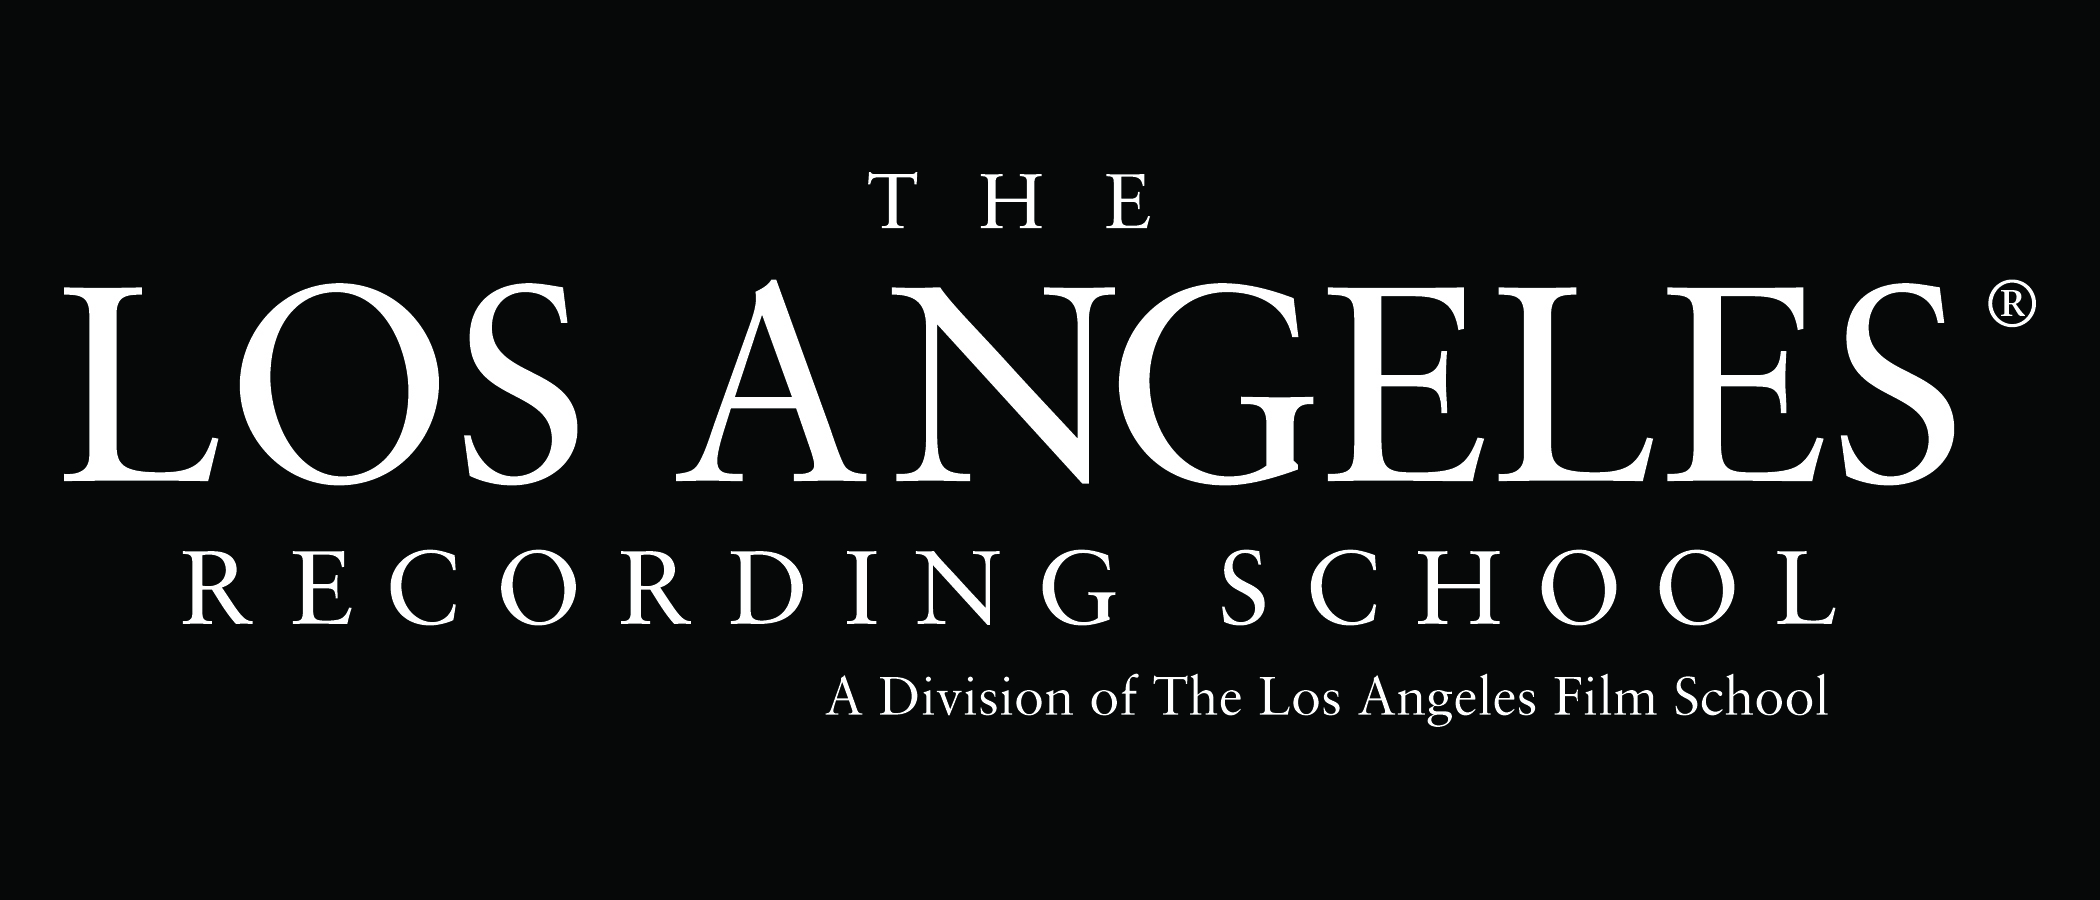 THE
LOS ANGELES®
RECORDING SCHOOL
A Division of The Los Angeles Film School